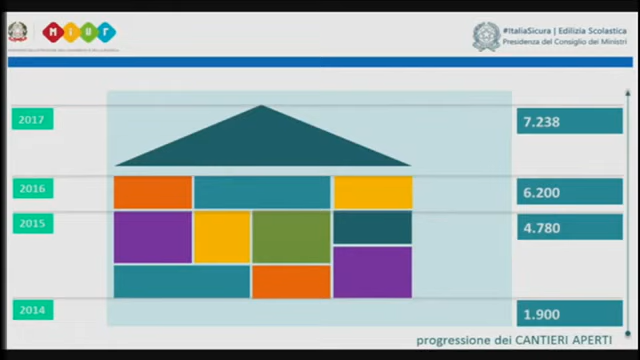 MIUR
#ItaliaSicura | Edilizia Scolastica
Presidenza del Consiglio dei Ministri
2017
7.238
2016
6.200
2015
4.780
2014
1.900
progressione dei CANTIERI APERTI